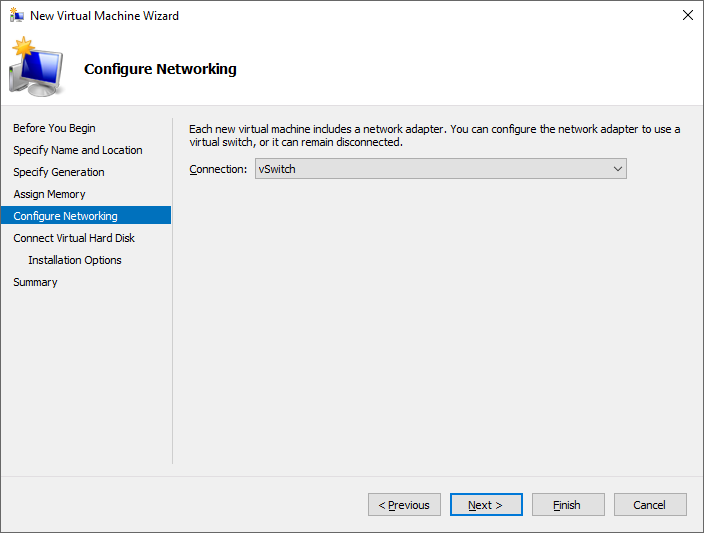 New Virtual Machine Wizard
Configure Networking
Before You Begin
Specify Name and Location
Specify Generation
Assign Memory
Configure Networking
Connect Virtual Hard Disk
Installation Options
Summary
Each new virtual machine includes a network adapter. You can configure the network adapter to use a
virtual switch, or it can remain disconnected.
Connection: vSwitch
< Previous Next > Finish Cancel